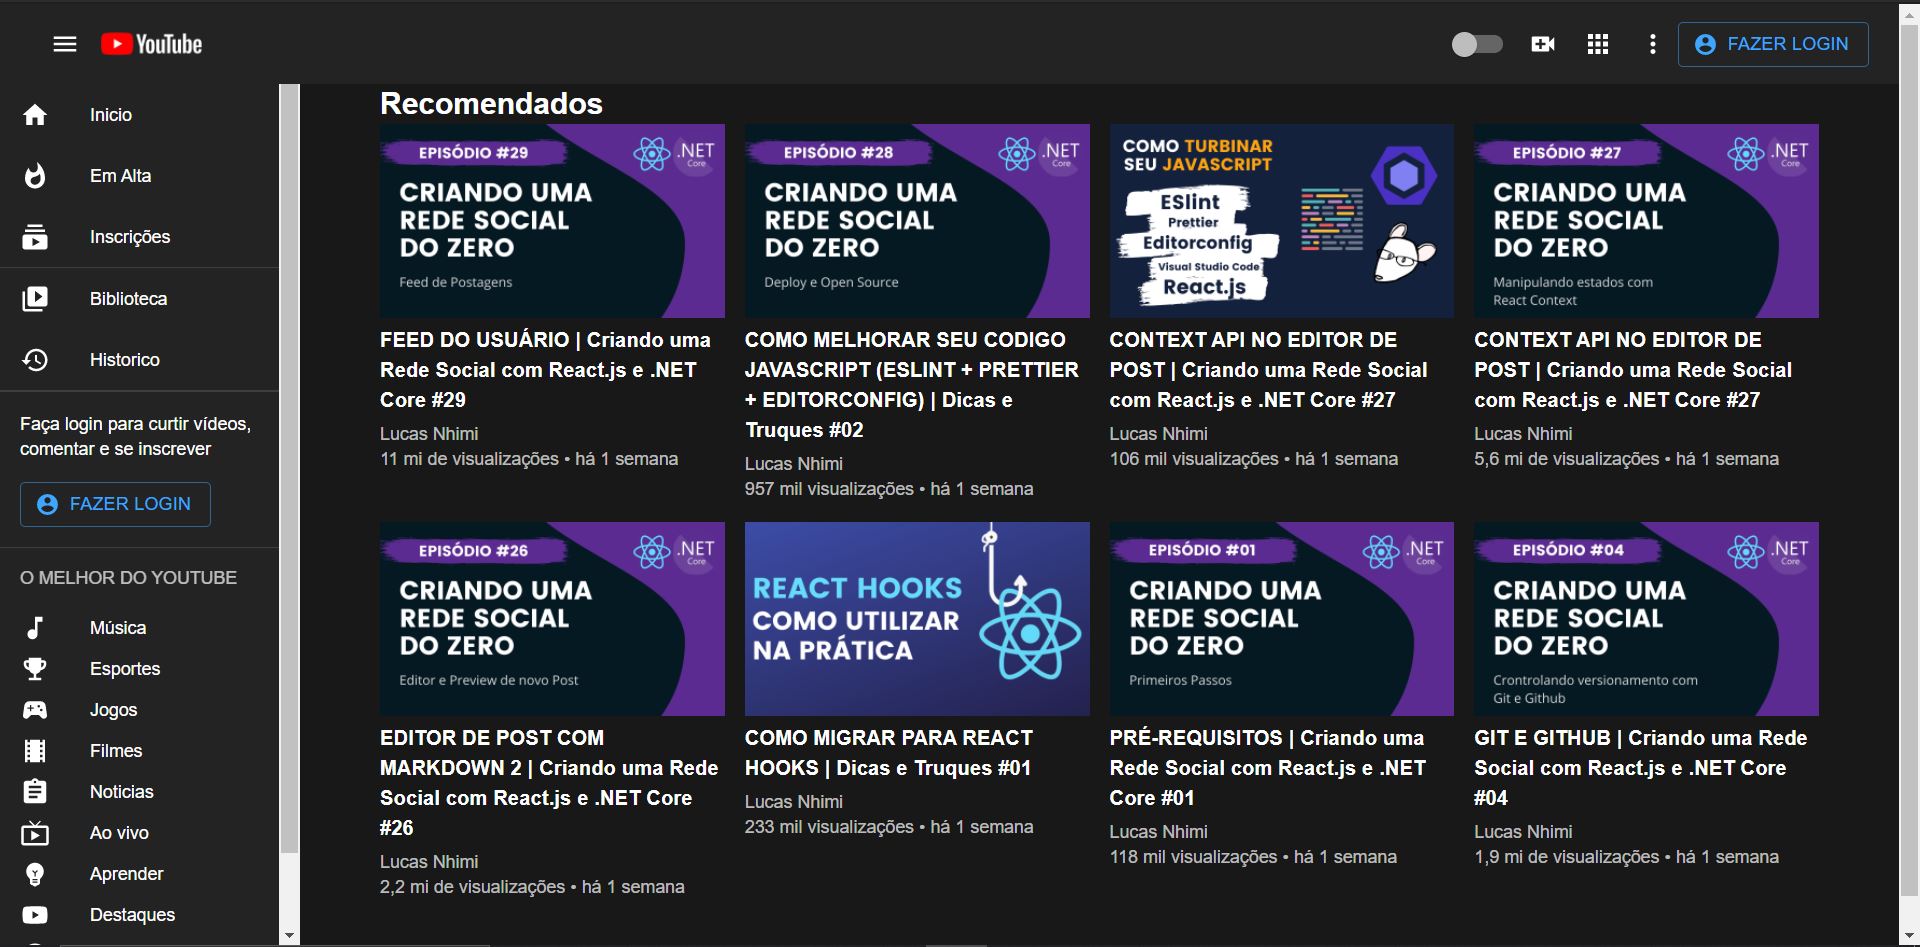 YouTube
FAZER LOGIN
Inicio
Em Alta
Inscrições
Biblioteca
Historico
Faça login para curtir vídeos,
comentar e se inscrever
FAZER LOGIN
O MELHOR DO YOUTUBE
Música
Esportes
Jogos
Filmes
Noticias
Ao vivo
Aprender
Destaques
Recomendados
EPISÓDIO #29
.NET
Core
CRIANDO UMA
REDE SOCIAL
DO ZERO
Feed de Postagens
FEED DO USUÁRIO | Criando uma
Rede Social com React.js e .NET
Core #29
Lucas Nhimi
11 mi de visualizações • há 1 semana
EPISÓDIO #28
.NET
Core
CRIANDO UMA
REDE SOCIAL
DO ZERO
Deploy e Open Source
COMO MELHORAR SEU CODIGO
JAVASCRIPT (ESLINT + PRETTIER
+ EDITORCONFIG) | Dicas e
Truques #02
Lucas Nhimi
957 mil visualizações • há 1 semana
COMO TURBINAR
SEU JAVASCRIPT
ESlint
Prettier
Editorconfig
Visual Studio Code
React.js
CONTEXT API NO EDITOR DE
POST | Criando uma Rede Social
com React.js e .NET Core #27
Lucas Nhimi
106 mil visualizações • há 1 semana
EPISÓDIO #27
.NET
Core
CRIANDO UMA
REDE SOCIAL
DO ZERO
Manipulando estados com
React Context
CONTEXT API NO EDITOR DE
POST | Criando uma Rede Social
com React.js e .NET Core #27
Lucas Nhimi
5,6 mi de visualizações • há 1 semana
EPISÓDIO #26
.NET
Core
CRIANDO UMA
REDE SOCIAL
DO ZERO
Editor e Preview de novo Post
EDITOR DE POST COM
MARKDOWN 2 | Criando uma Rede
Social com React.js e .NET Core
#26
Lucas Nhimi
2,2 mi de visualizações • há 1 semana
REACT HOOKS
COMO UTILIZAR
NA PRÁTICA
COMO MIGRAR PARA REACT
HOOKS | Dicas e Truques #01
Lucas Nhimi
233 mil visualizações • há 1 semana
EPISÓDIO #01
.NET
Core
CRIANDO UMA
REDE SOCIAL
DO ZERO
Primeiros Passos
PRÉ-REQUISITOS | Criando uma
Rede Social com React.js e .NET
Core #01
Lucas Nhimi
118 mil visualizações • há 1 semana
EPISÓDIO #04
.NET
Core
CRIANDO UMA
REDE SOCIAL
DO ZERO
Crontrolando versionamento com
Git e Github
GIT E GITHUB | Criando uma Rede
Social com React.js e .NET Core
#04
Lucas Nhimi
1,9 mi de visualizações • há 1 semana